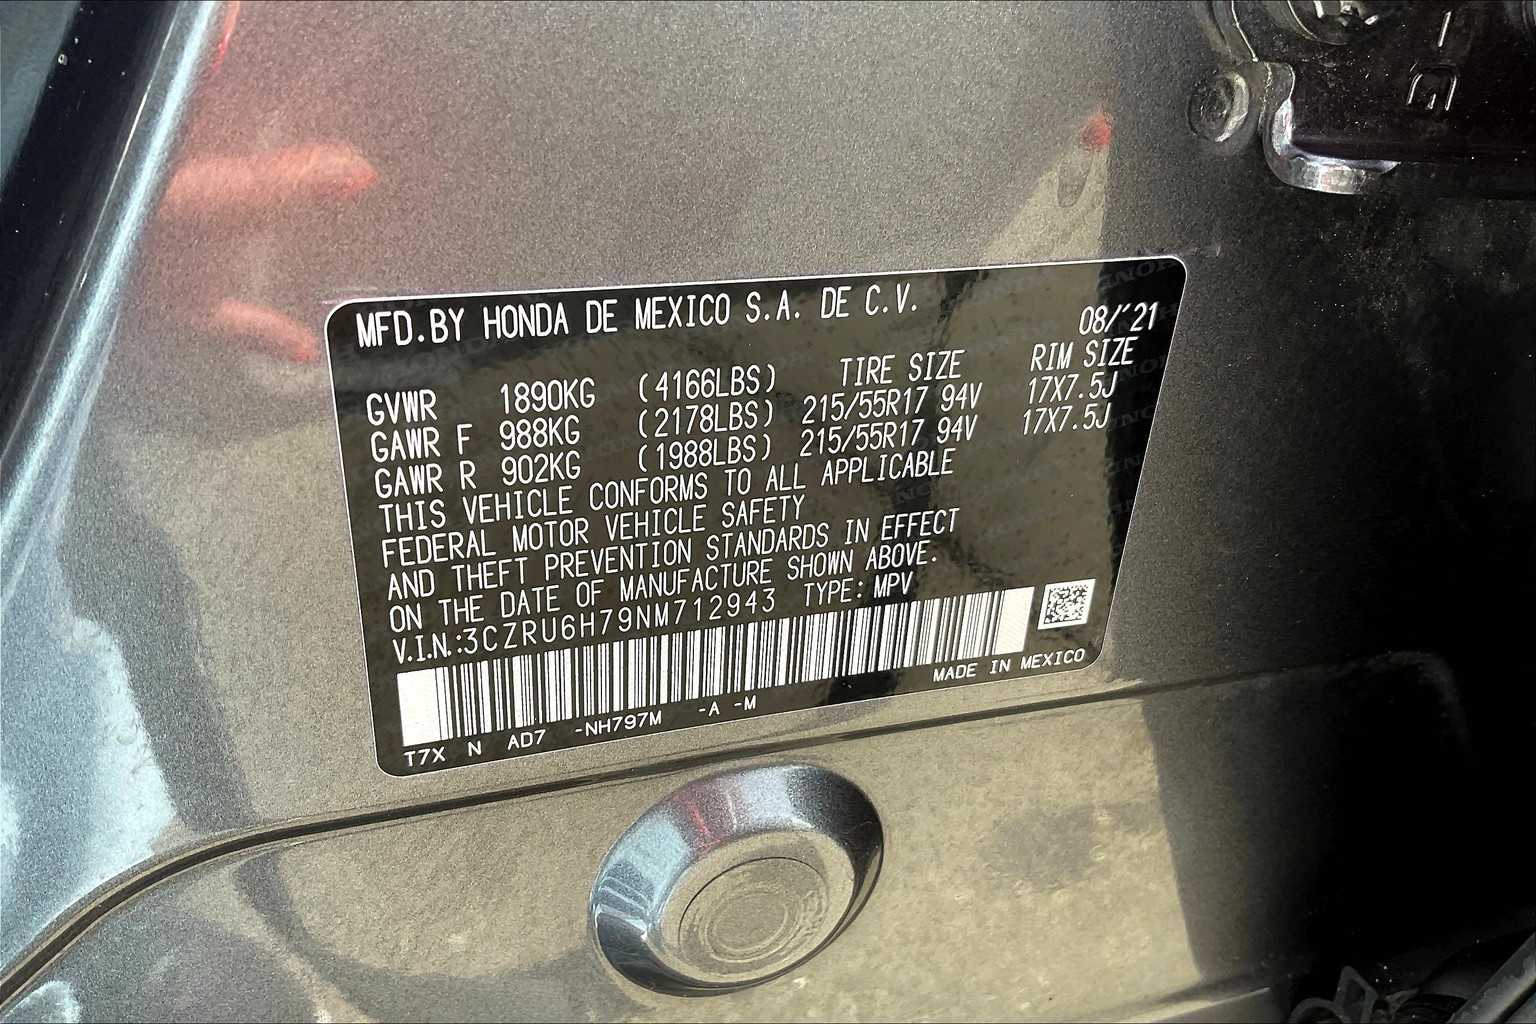 MFD.BY HONDA DE MEXICO S.A. DE C.V.
08/'21
TIRE SIZE RIM SIZE
GVWR 1890KG (4166LBS)
GAWR F 988KG (2178LBS) 215/55R17 94V 17X7.5J
GAWR R 902KG (1988LBS) 215/55R17 94V 17X7.5J
THIS VEHICLE CONFORMS TO ALL APPLICABLE
FEDERAL MOTOR VEHICLE SAFETY
AND THEFT PREVENTION STANDARDS IN EFFECT
ON THE DATE OF MANUFACTURE SHOWN ABOVE.
V.I.N.:3CZRU6H79NM712943 TYPE: MPV
MADE IN MEXICO
T7X N AD7 -NH797M -A -M